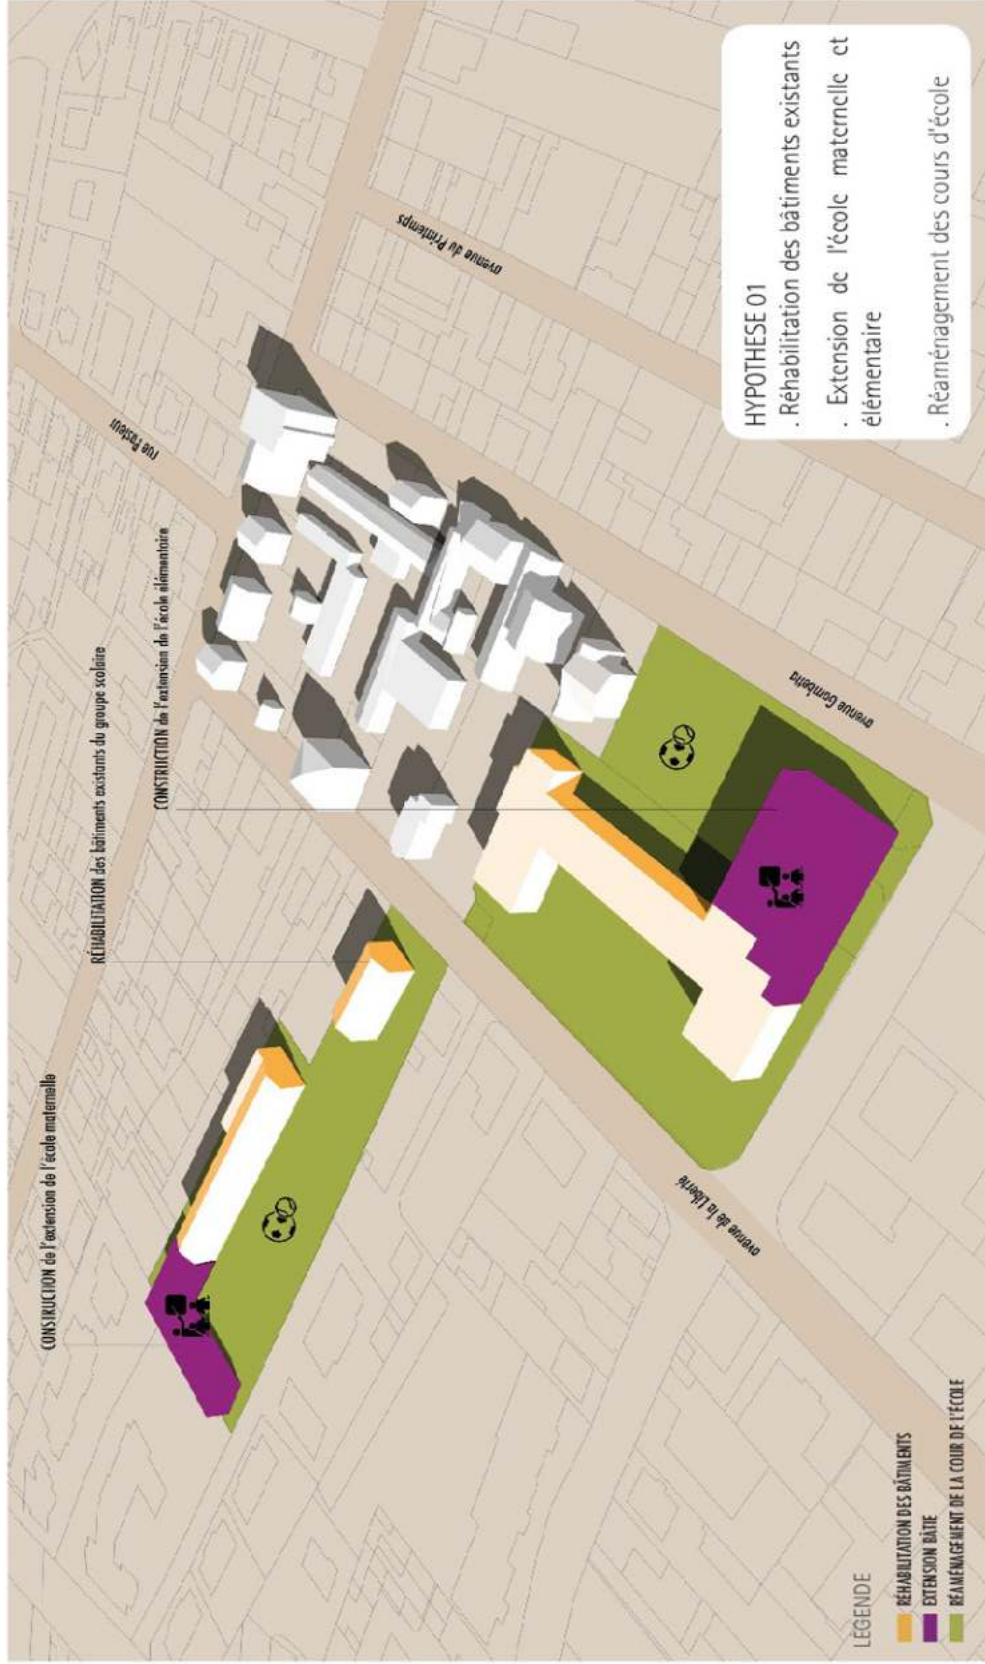 CONSTRUCTION de l'extension de l'école maternelle
RÉHABILITATION des bâtiments existants du groupe scolaire
CONSTRUCTION de l'extension de l'école élémentaire
rue Pasteur
avenue du Printemps
avenue Gambetta
avenue de la Liberté
HYPOTHESE 01
. Réhabilitation des bâtiments existants
. Extension de l'école maternelle et
élémentaire
. Réaménagement des cours d'école
LÉGENDE
RÉHABILITATION DES BÂTIMENTS
EXTENSION BÂTIE
RÉAMÉNAGEMENT DE LA COUR DE L'ÉCOLE